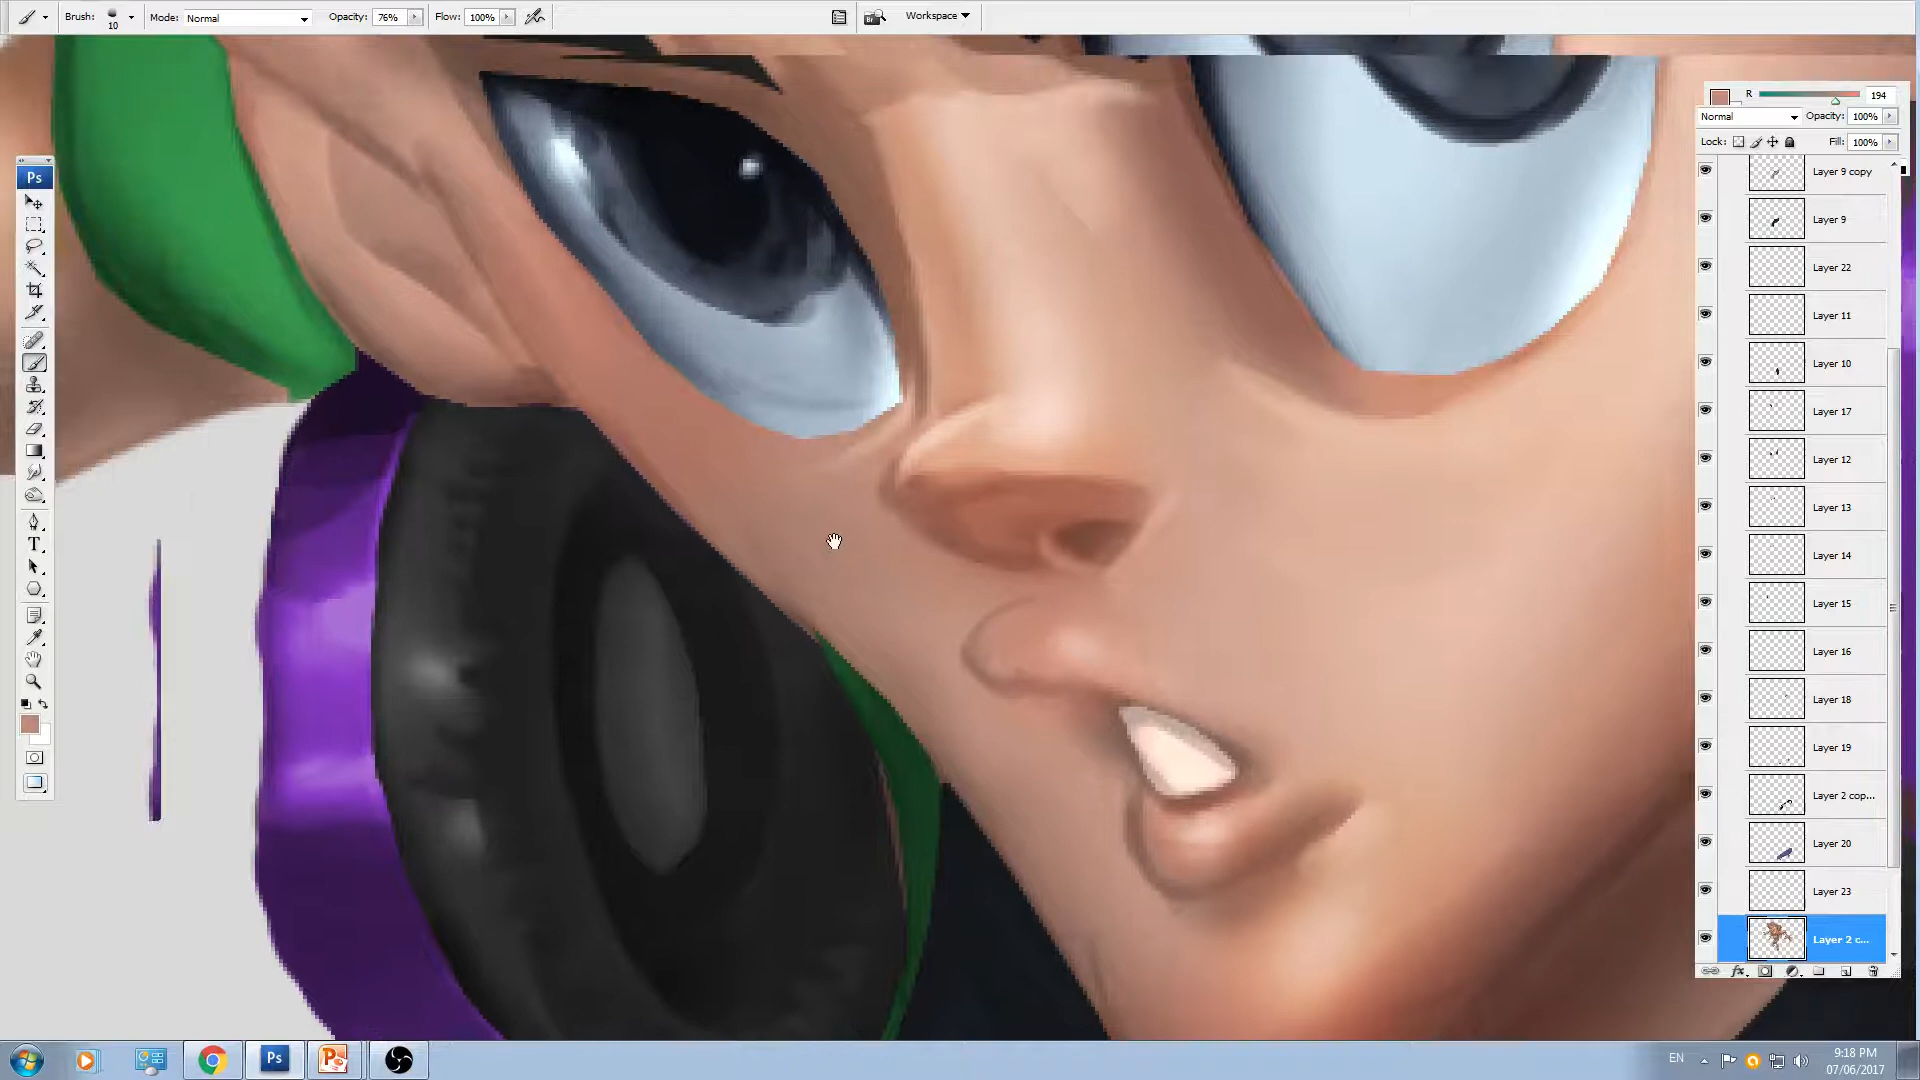 Brush: 10 Mode: Normal Opacity: 76% Flow: 100% Workspace
R 194
Normal Opacity: 100%
Lock: Fill: 100%
Ps
Layer 9 copy
Layer 9
Layer 22
Layer 11
Layer 10
Layer 17
Layer 12
Layer 13
Layer 14
Layer 15
Layer 16
Layer 18
Layer 19
Layer 2 cop...
Layer 20
Layer 23
Layer 2 c...
T
fx
Ps
EN
9:18 PM
07/06/2017